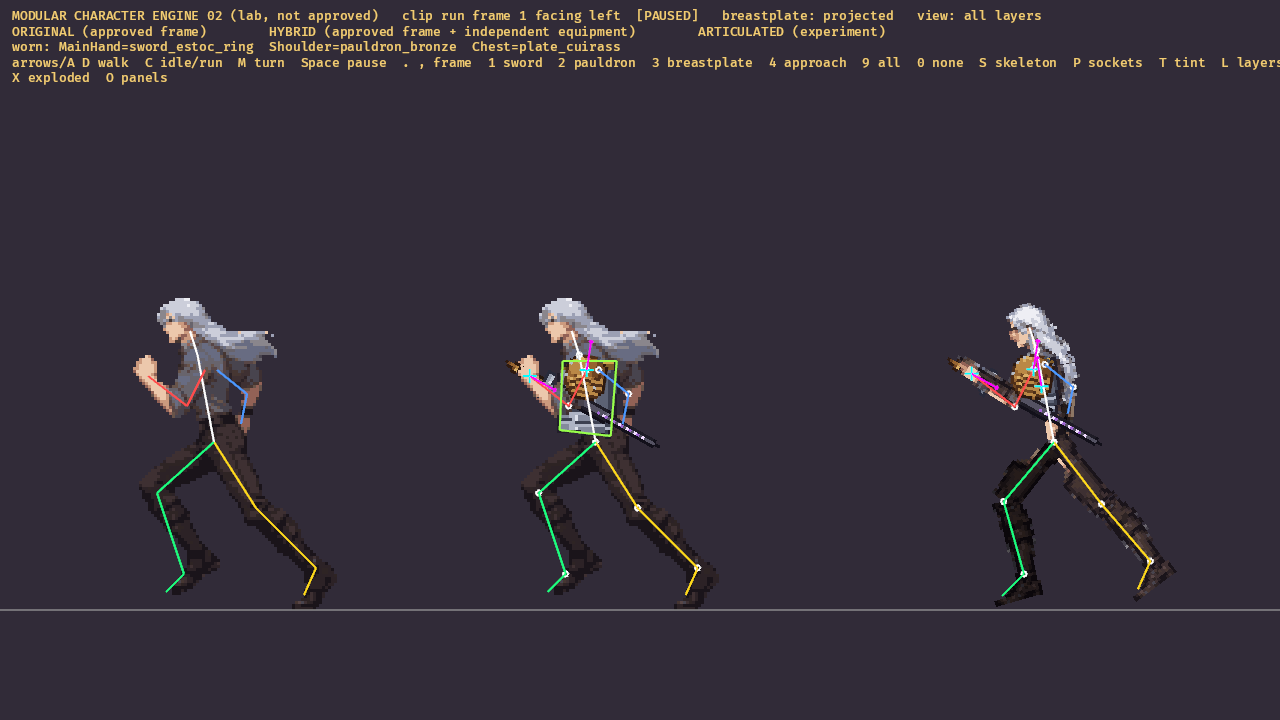 MODULAR CHARACTER ENGINE 02 (lab, not approved)   clip run frame 1 facing left  [PAUSED]   breastplate: projected   view: all layers
ORIGINAL (approved frame)        HYBRID (approved frame + independent equipment)        ARTICULATED (experiment)
worn: MainHand=sword_estoc_ring  Shoulder=pauldron_bronze  Chest=plate_cuirass
arrows/A D walk  C idle/run  M turn  Space pause  . , frame  1 sword  2 pauldron  3 breastplate  4 approach  9 all  0 none  S skeleton  P sockets  T tint  L layers
X exploded  O panels